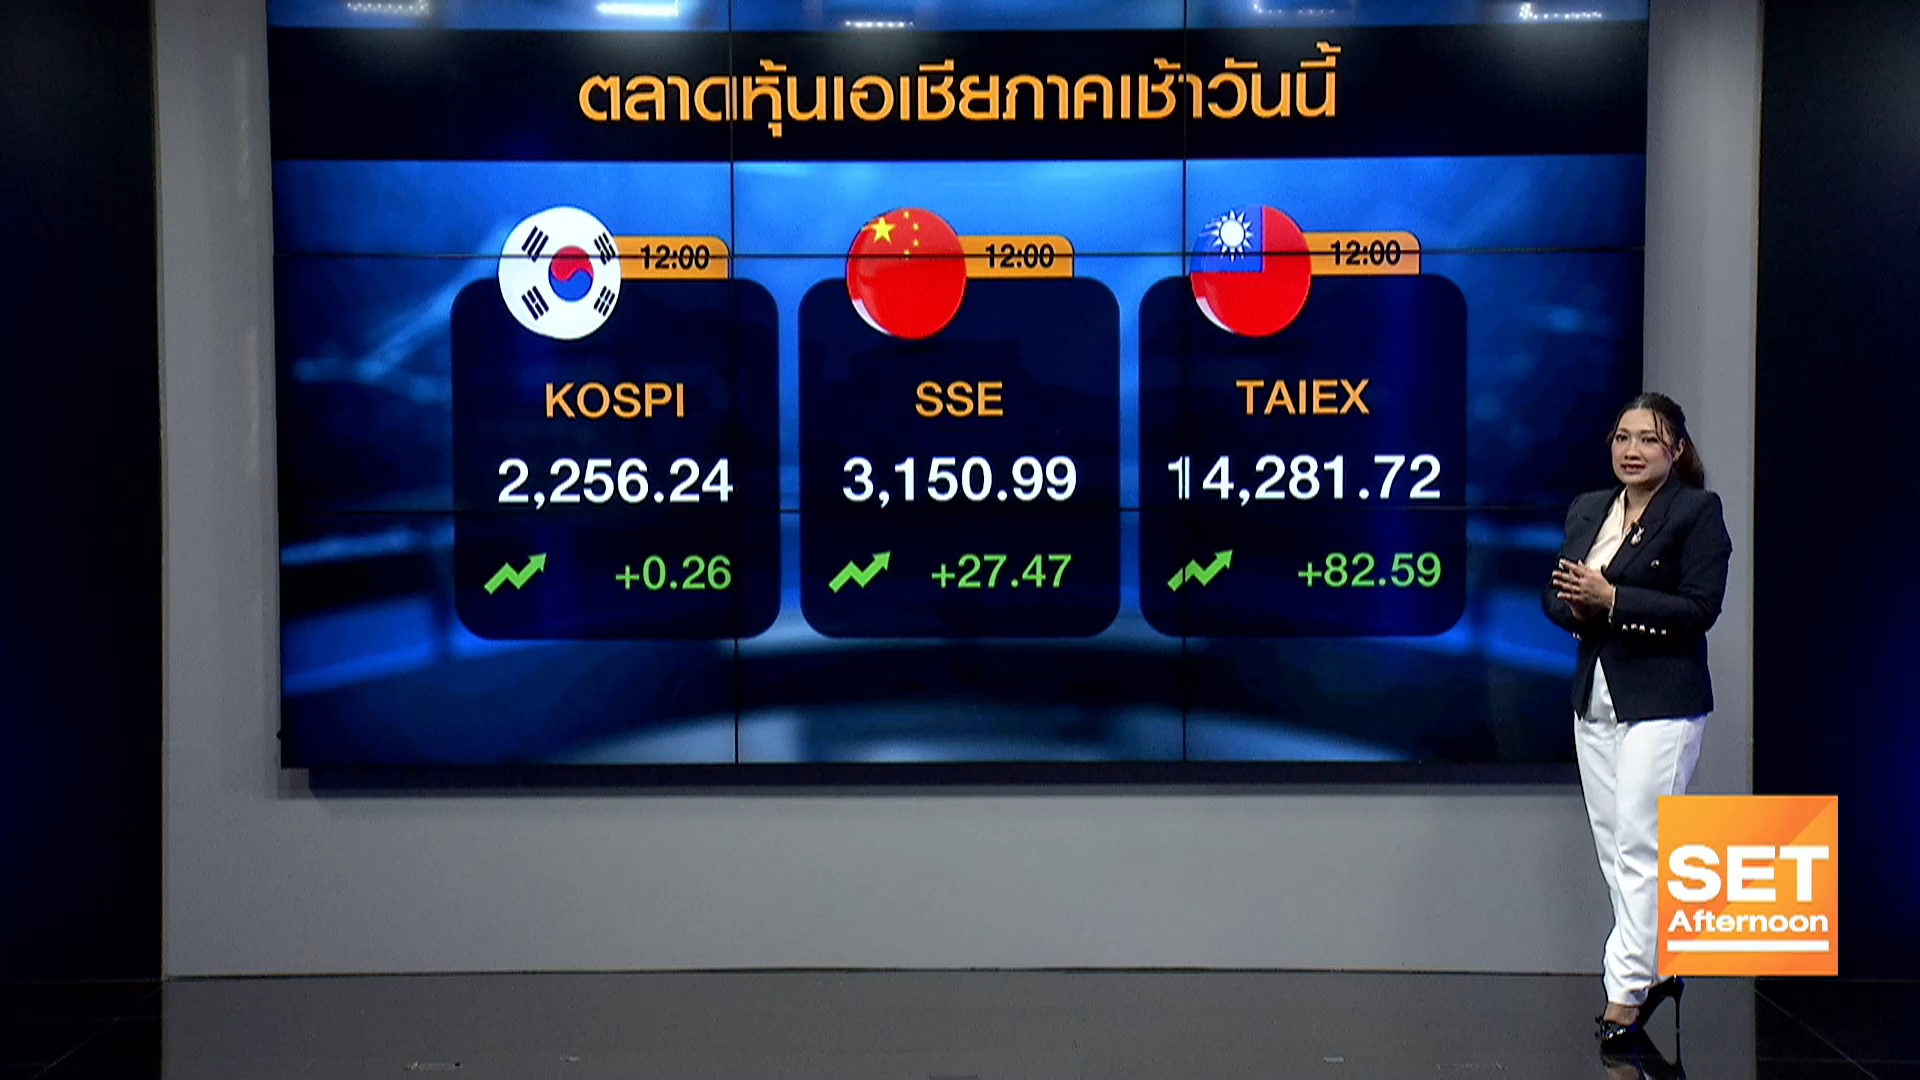 ตลาดหุ้นเอเชียภาคเช้าวันนี้
12:00
12:00
12:00
KOSPI
SSE
TAIEX
2,256.24
3,150.99
14,281.72
+0.26
+27.47
+82.59
SET
Afternoon